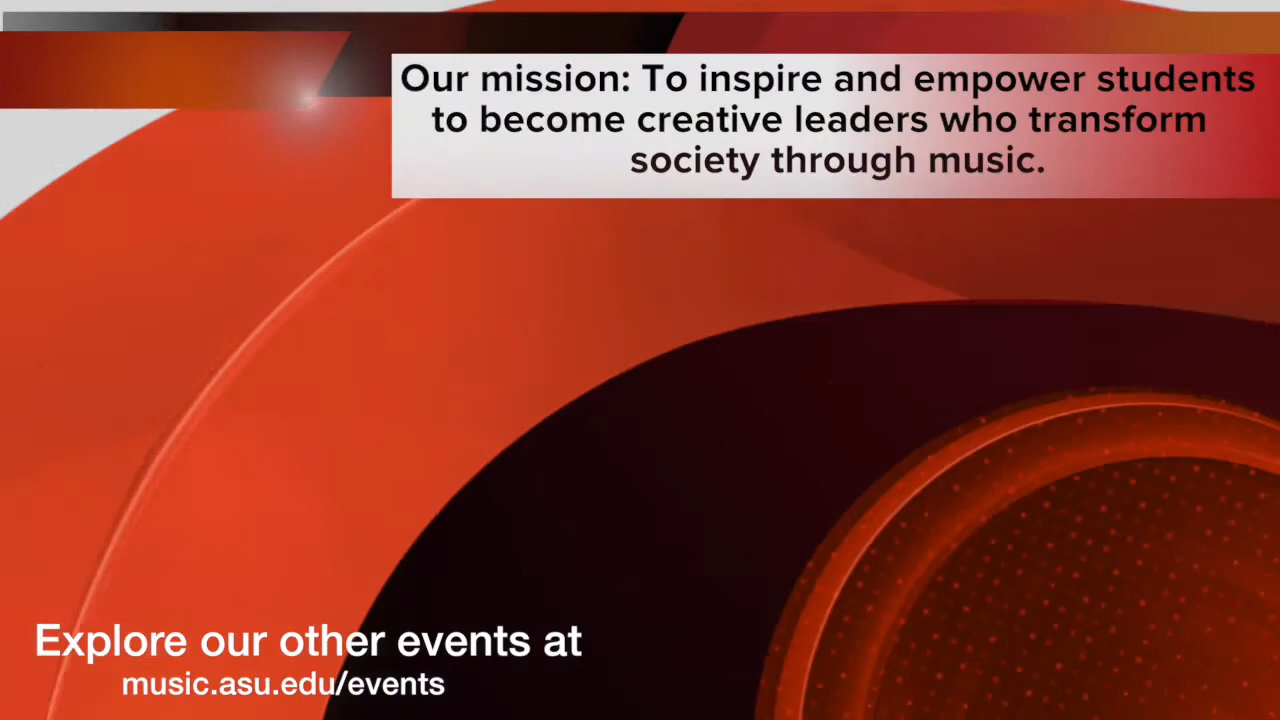 Our mission: To inspire and empower students
to become creative leaders who transform
society through music.
Explore our other events at
music.asu.edu/events